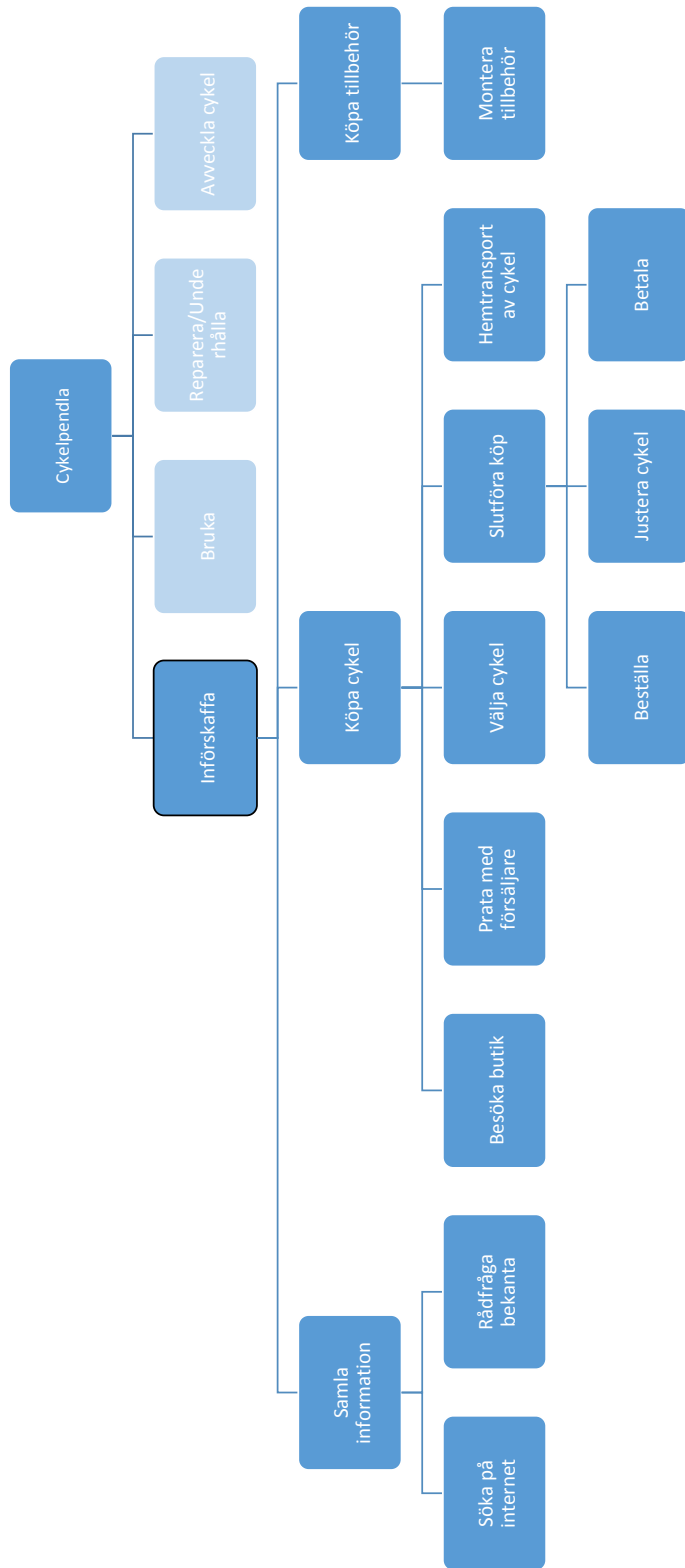 Cykelpendla
Införskaffa
Bruka
Reparera/Unde
rhålla
Avveckla cykel
Samla
information
Köpa cykel
Köpa tillbehör
Söka på
internet
Rådfråga
bekanta
Besöka butik
Prata med
försäljare
Välja cykel
Slutföra köp
Hemtransport
av cykel
Montera
tillbehör
Beställa
Justera cykel
Betala